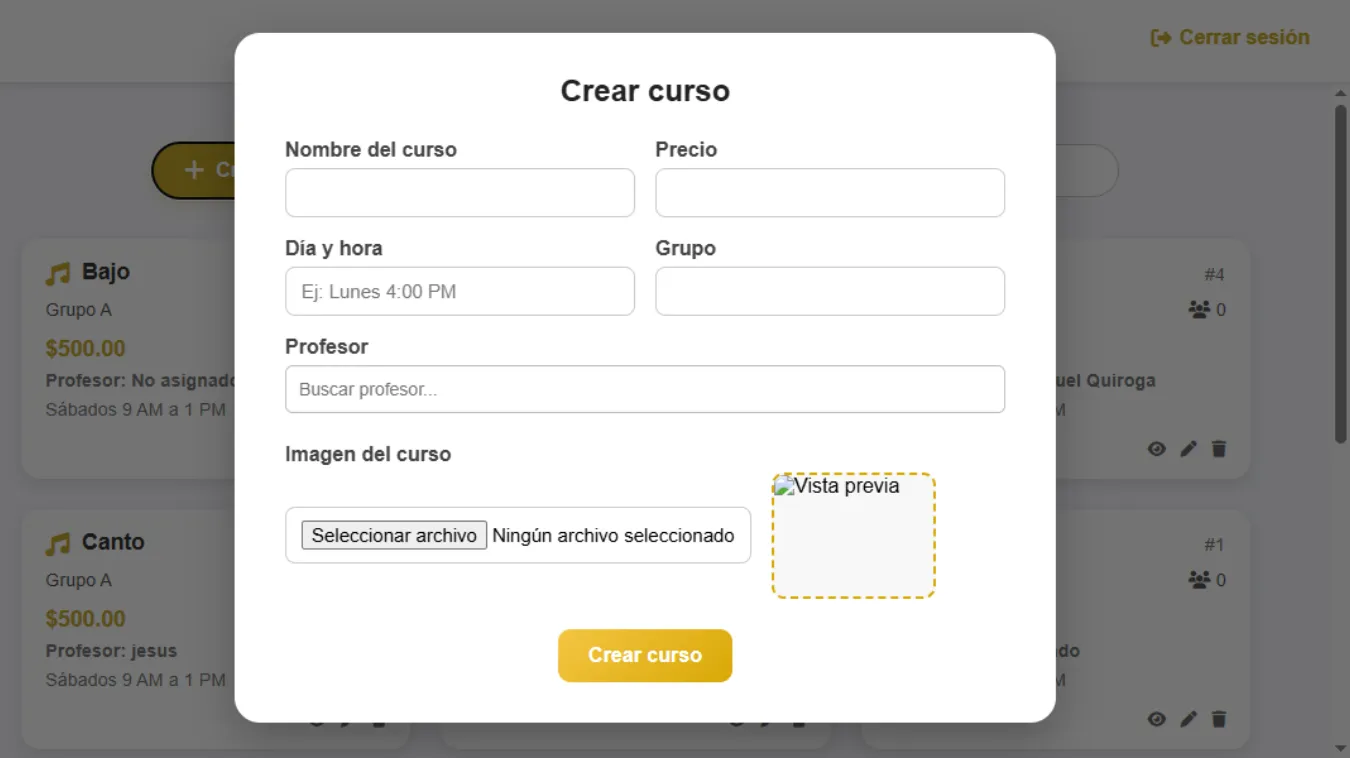 Cerrar sesión
Crear curso
Nombre del curso
Precio
Día y hora
Grupo
Ej: Lunes 4:00 PM
Profesor
Buscar profesor...
Imagen del curso
Vista previa
Seleccionar archivo Ningún archivo seleccionado
Crear curso
Bajo
Grupo A
$500.00
Profesor: No asignado
Sábados 9 AM a 1 PM
#4
0
Quiroga
Canto
Grupo A
$500.00
Profesor: jesus
Sábados 9 AM a 1 PM
#1
0